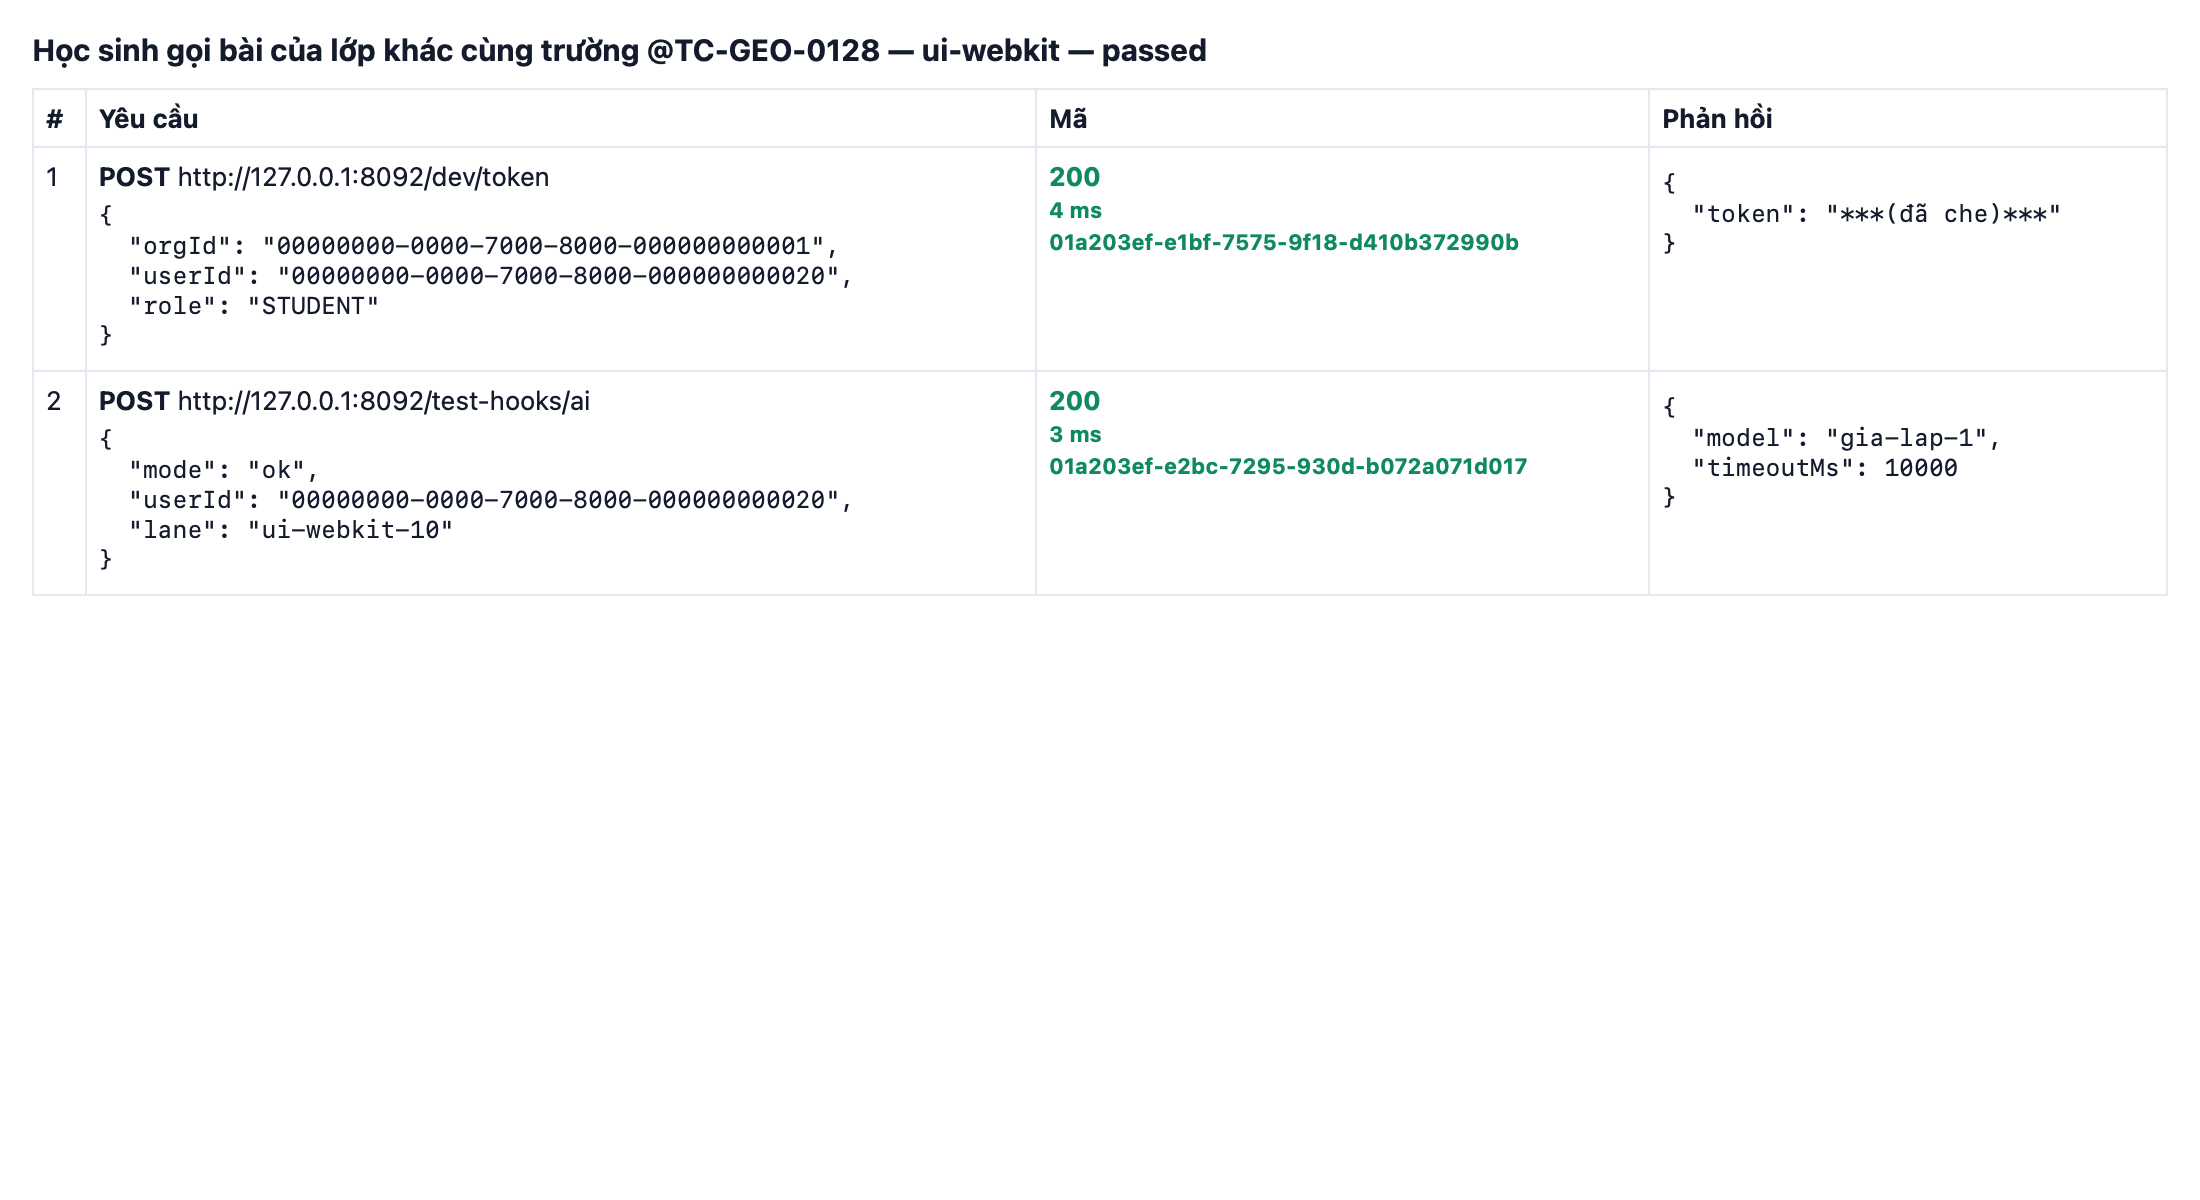 Học sinh gọi bài của lớp khác cùng trường @TC-GEO-0128 — ui-webkit — passed
# Yêu cầu Mã Phản hồi
1 POST http://127.0.0.1:8092/dev/token
{
"orgId": "00000000-0000-7000-8000-000000000001",
"userId": "00000000-0000-7000-8000-000000000020",
"role": "STUDENT"
}
200
4 ms
01a203ef-e1bf-7575-9f18-d410b372990b
{
"token": "***(đã che)***"
}
2 POST http://127.0.0.1:8092/test-hooks/ai
{
"mode": "ok",
"userId": "00000000-0000-7000-8000-000000000020",
"lane": "ui-webkit-10"
}
200
3 ms
01a203ef-e2bc-7295-930d-b072a071d017
{
"model": "gia-lap-1",
"timeoutMs": 10000
}